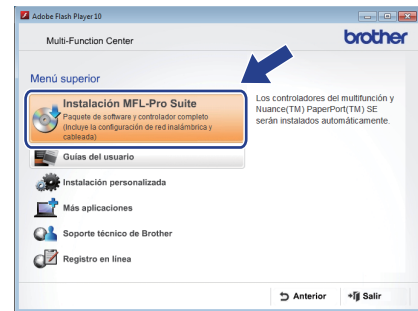 Adobe Flash Player 10
Multi-Function Center
brother
Menú superior
Instalación MFL-Pro Suite
Paquete de software y controlador completo
(Incluye la configuración de red inalámbrica y
cableada)
Los controladores del multifunción y
Nuance(TM) PaperPort(TM) SE
serán instalados automáticamente.
Guías del usuario
Instalación personalizada
Más aplicaciones
Soporte técnico de Brother
Registro en línea
Anterior
Salir